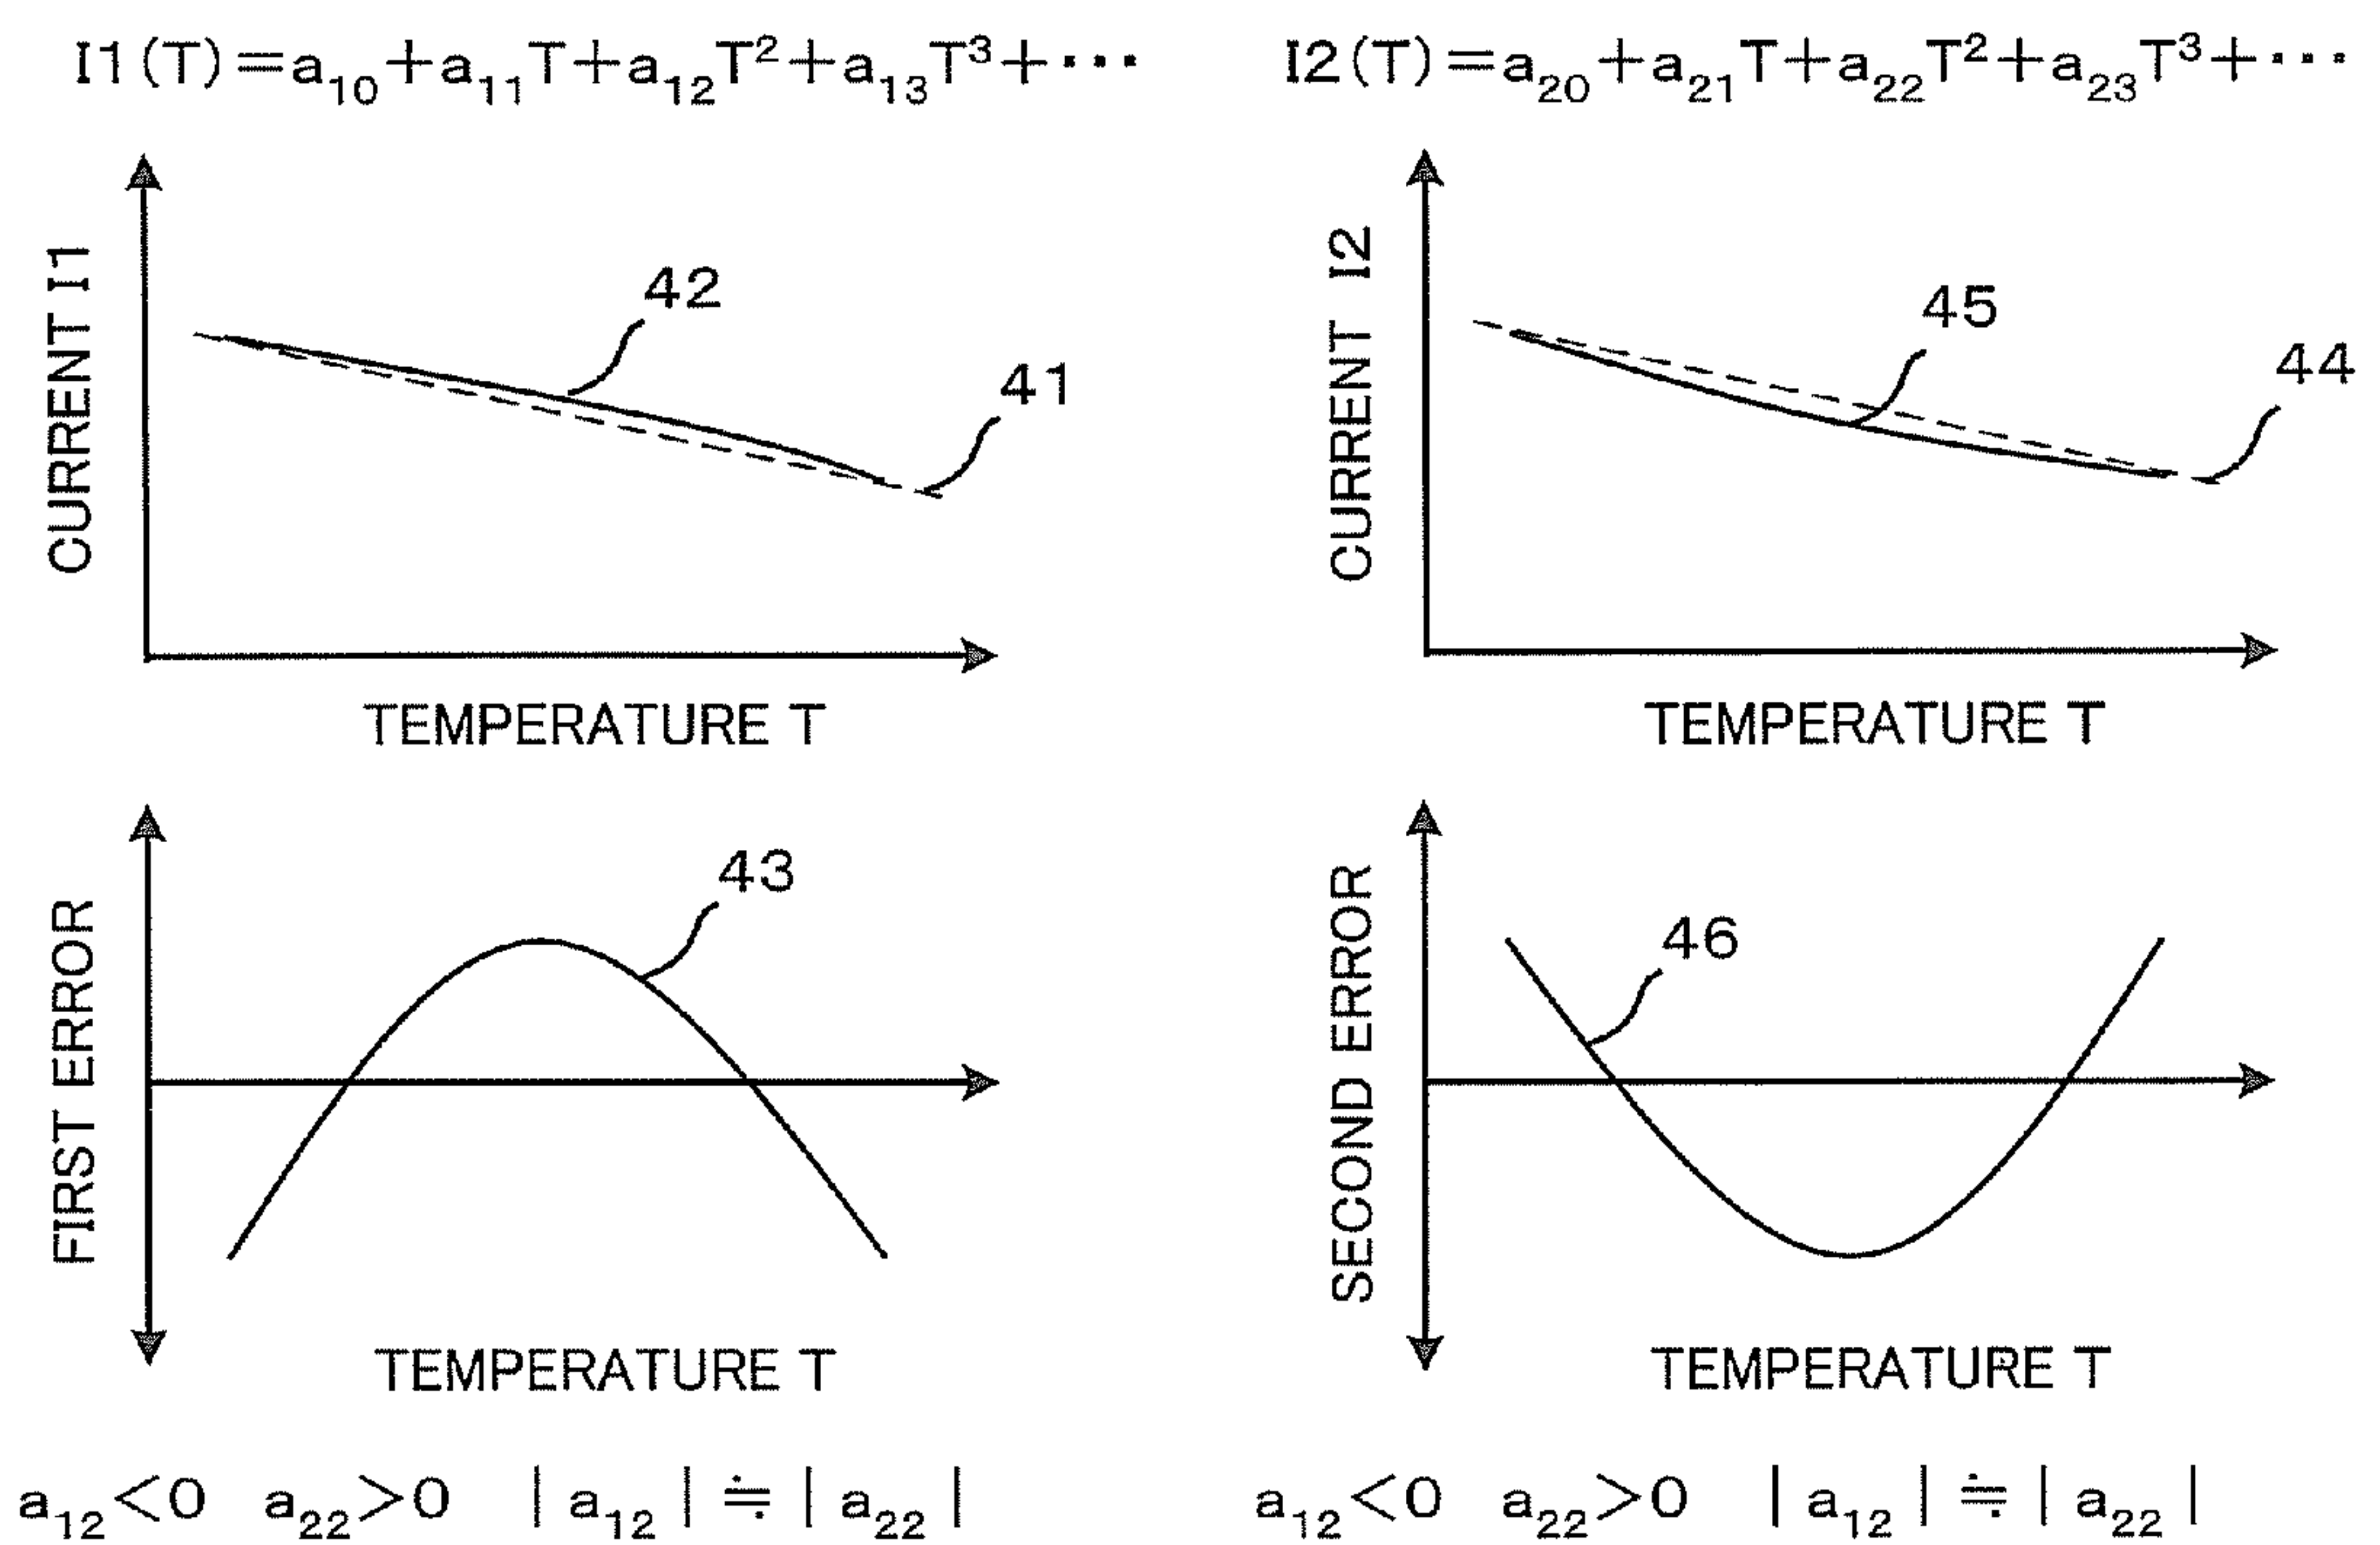 I1(T)=a₁₀+a₁₁T+a₁₂T²+a₁₃T³+···
CURRENT I1
42
41
TEMPERATURE T
FIRST ERROR
43
TEMPERATURE T
a₁₂<0 a₂₂>0 |a₁₂|≒|a₂₂|
I2(T)=a₂₀+a₂₁T+a₂₂T²+a₂₃T³+···
CURRENT I2
45
44
TEMPERATURE T
SECOND ERROR
46
TEMPERATURE T
a₁₂<0 a₂₂>0 |a₁₂|≒|a₂₂|